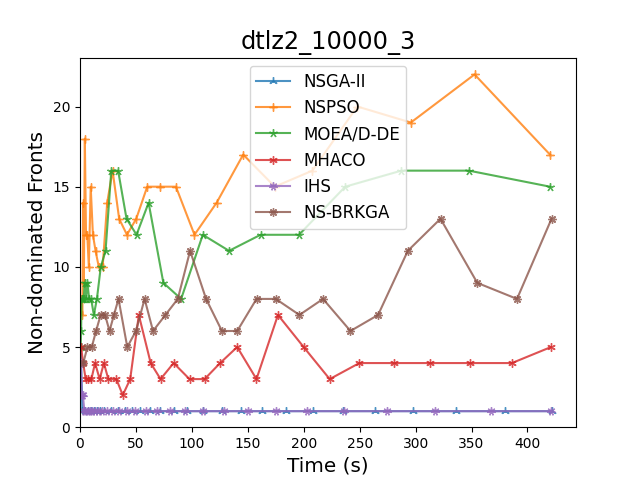 dtlz2_10000_3
Non-dominated Fronts
20
15
10
5
0
NSGA-II
NSPSO
MOEA/D-DE
MHACO
IHS
NS-BRKGA
0 50 100 150 200 250 300 350 400
Time (s)